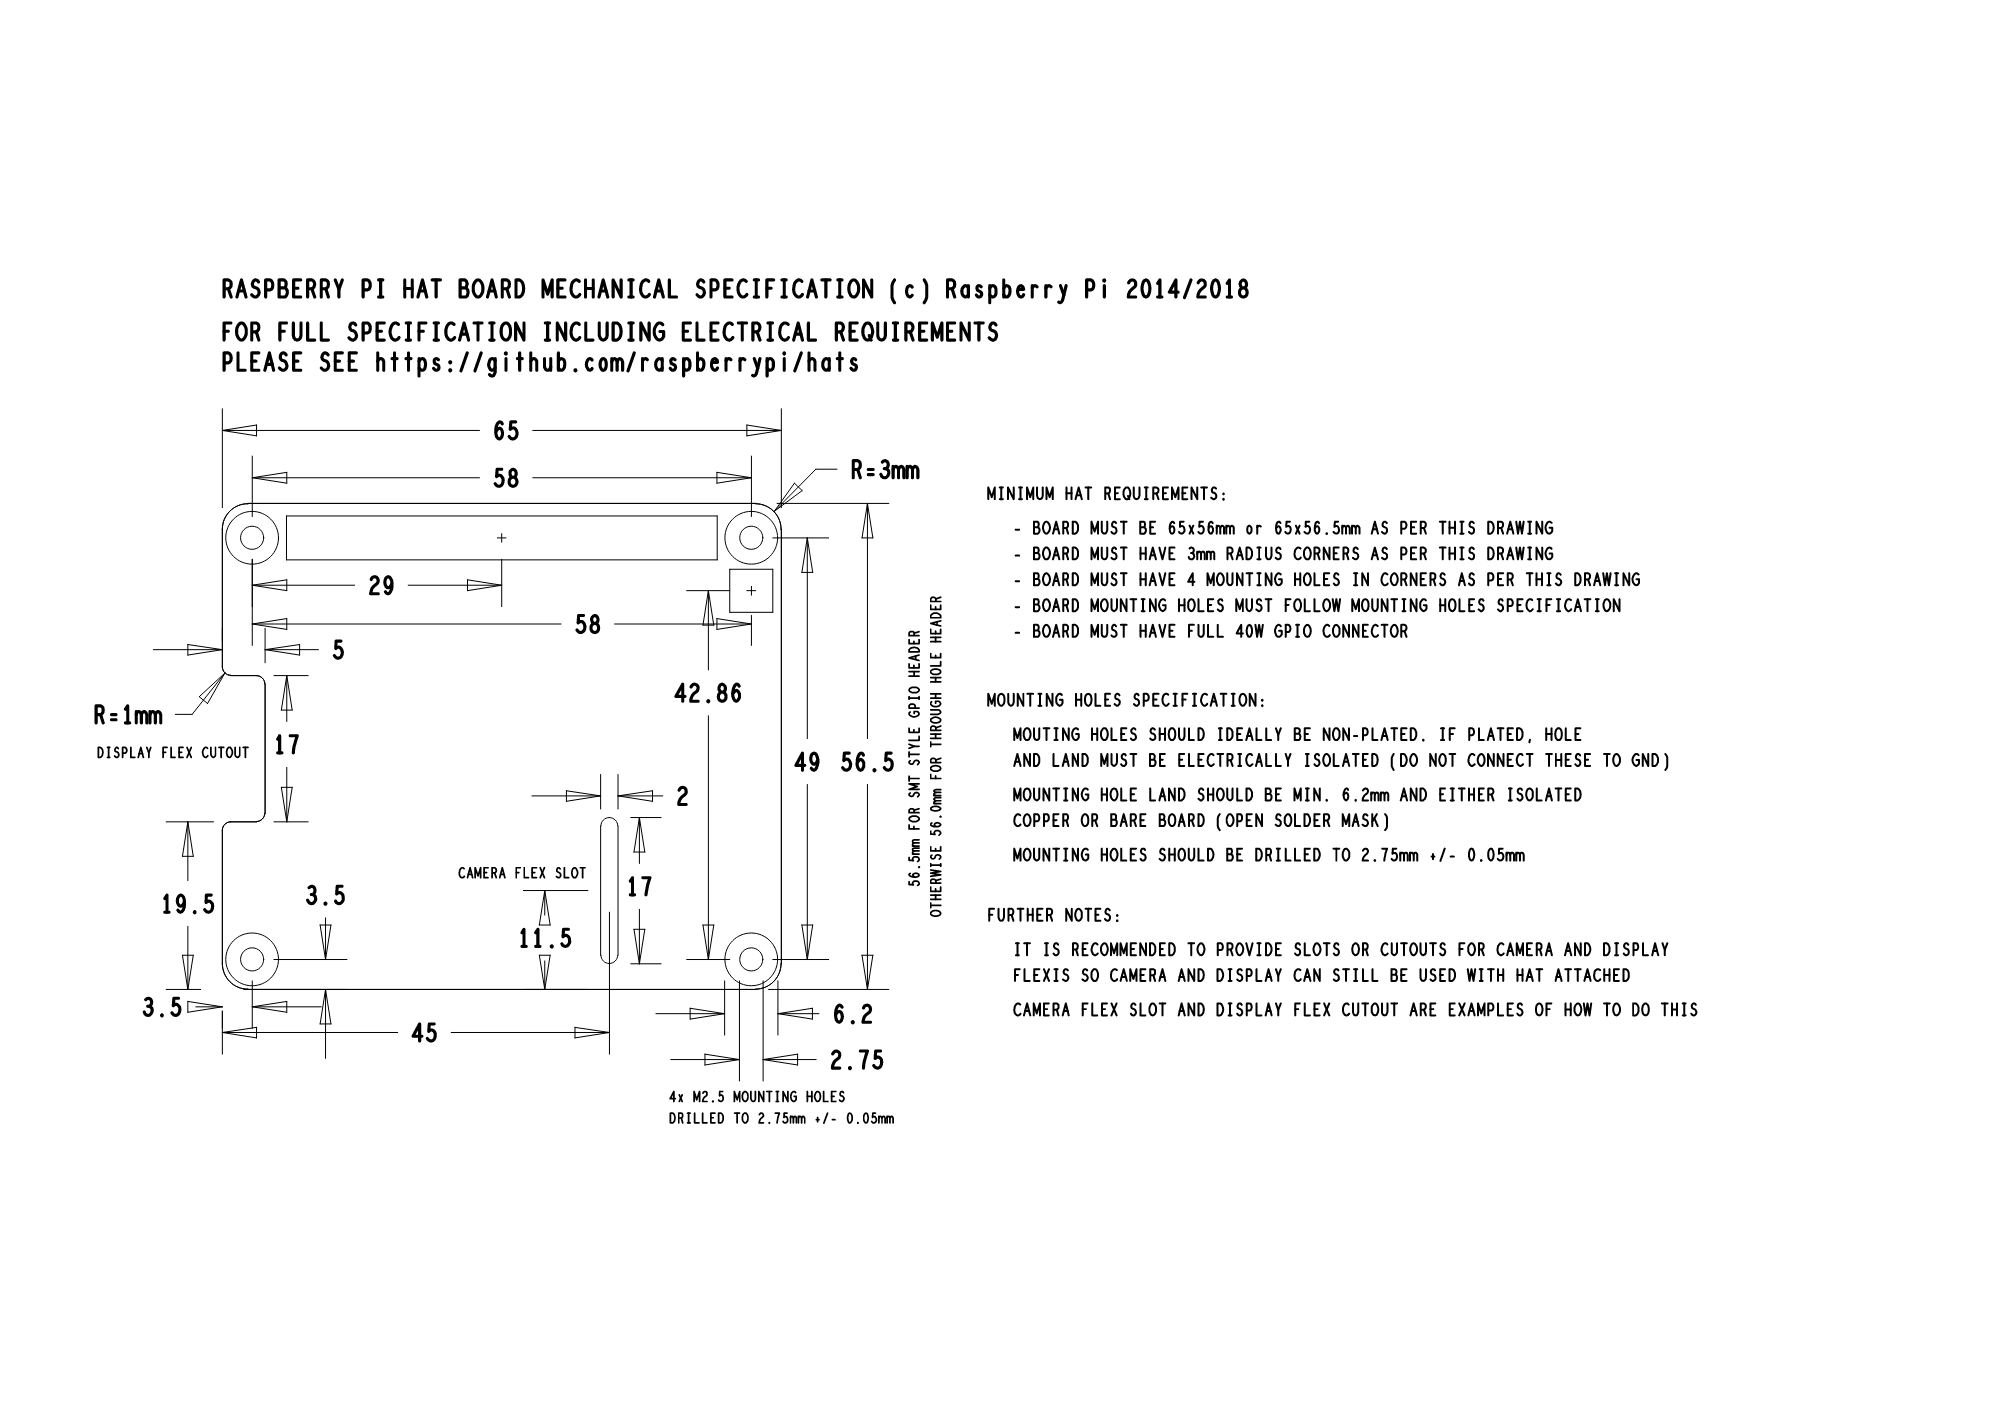 RASPBERRY PI HAT BOARD MECHANICAL SPECIFICATION (c) Raspberry Pi 2014/2018
FOR FULL SPECIFICATION INCLUDING ELECTRICAL REQUIREMENTS
PLEASE SEE https://github.com/raspberrypi/hats
65
58
R=3mm
29
58
5
42.86
R=1mm
17
DISPLAY FLEX CUTOUT
49
56.5
2
CAMERA FLEX SLOT
17
19.5
3.5
11.5
3.5
45
6.2
2.75
4x M2.5 MOUNTING HOLES
DRILLED TO 2.75mm +/- 0.05mm
56.5mm FOR SMT STYLE GPIO HEADER
OTHERWISE 56.0mm FOR THROUGH HOLE HEADER
MINIMUM HAT REQUIREMENTS:
- BOARD MUST BE 65x56mm or 65x56.5mm AS PER THIS DRAWING
- BOARD MUST HAVE 3mm RADIUS CORNERS AS PER THIS DRAWING
- BOARD MUST HAVE 4 MOUNTING HOLES IN CORNERS AS PER THIS DRAWING
- BOARD MOUNTING HOLES MUST FOLLOW MOUNTING HOLES SPECIFICATION
- BOARD MUST HAVE FULL 40W GPIO CONNECTOR
MOUNTING HOLES SPECIFICATION:
MOUTING HOLES SHOULD IDEALLY BE NON-PLATED. IF PLATED, HOLE
AND LAND MUST BE ELECTRICALLY ISOLATED (DO NOT CONNECT THESE TO GND)
MOUNTING HOLE LAND SHOULD BE MIN. 6.2mm AND EITHER ISOLATED
COPPER OR BARE BOARD (OPEN SOLDER MASK)
MOUNTING HOLES SHOULD BE DRILLED TO 2.75mm +/- 0.05mm
FURTHER NOTES:
IT IS RECOMMENDED TO PROVIDE SLOTS OR CUTOUTS FOR CAMERA AND DISPLAY
FLEXIS SO CAMERA AND DISPLAY CAN STILL BE USED WITH HAT ATTACHED
CAMERA FLEX SLOT AND DISPLAY FLEX CUTOUT ARE EXAMPLES OF HOW TO DO THIS